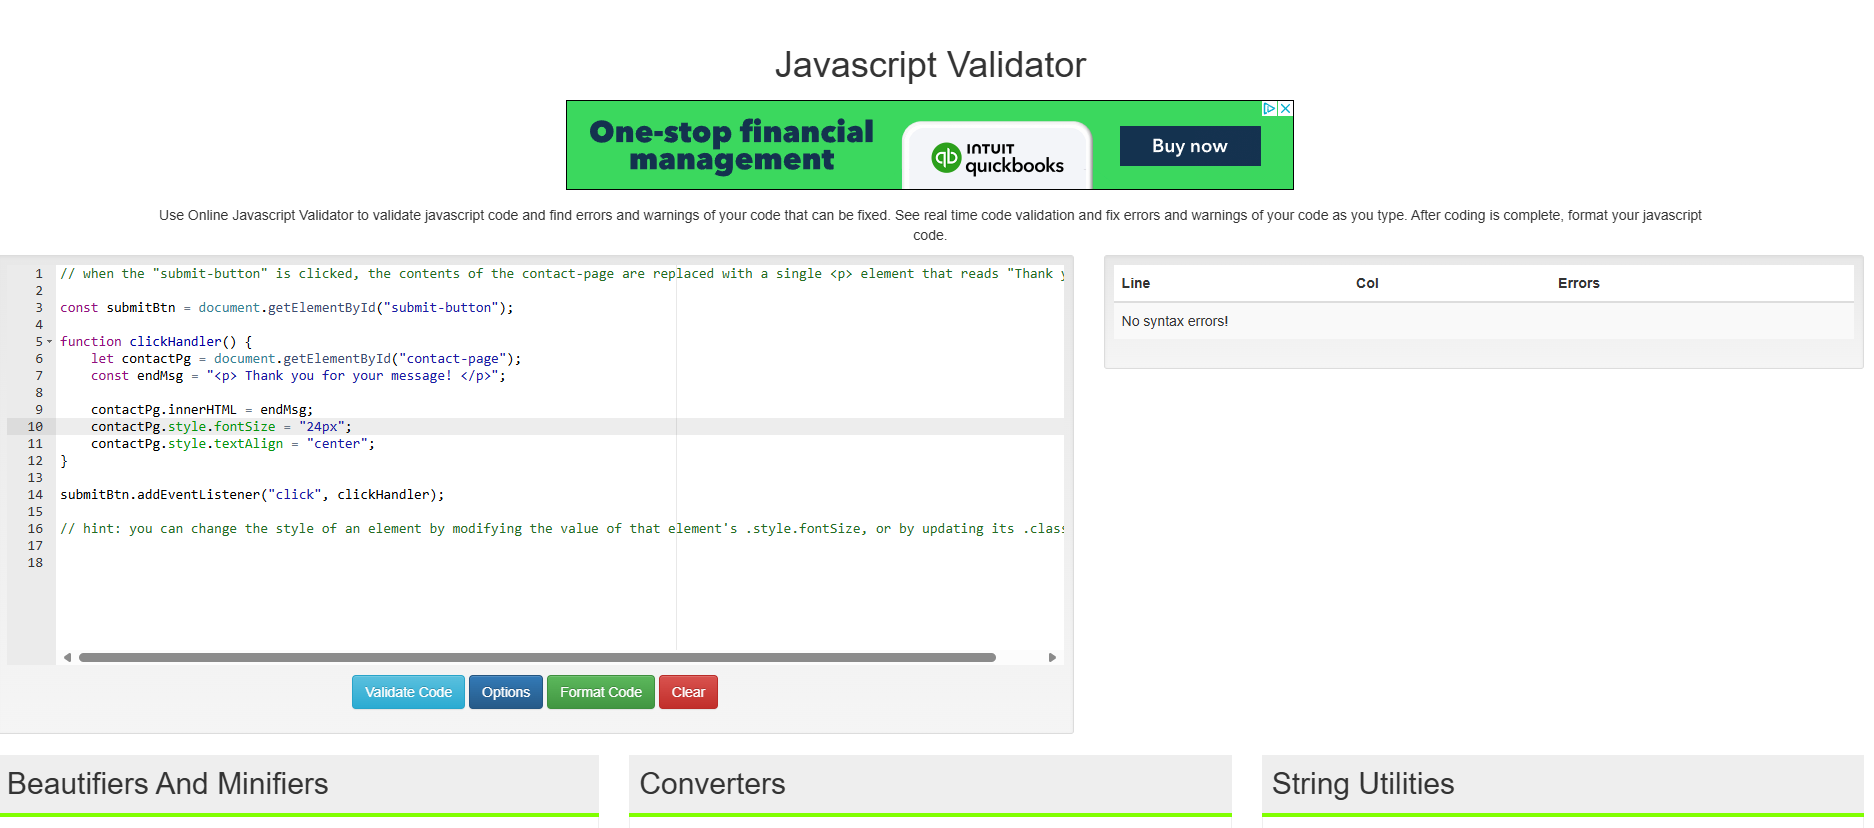 Javascript Validator
One-stop financial
management
INTUIT
quickbooks
Buy now
Use Online Javascript Validator to validate javascript code and find errors and warnings of your code that can be fixed. See real time code validation and fix errors and warnings of your code as you type. After coding is complete, format your javascript
code.
1 // when the "submit-button" is clicked, the contents of the contact-page are replaced with a single <p> element that reads "Thank
2
3 const submitBtn = document.getElementById("submit-button");
4
5 function clickHandler() {
6 let contactPg = document.getElementById("contact-page");
7 const endMsg = "<p> Thank you for your message! </p>";
8
9 contactPg.innerHTML = endMsg;
10 contactPg.style.fontSize = "24px";
11 contactPg.style.textAlign = "center";
12 }
13
14 submitBtn.addEventListener("click", clickHandler);
15
16 // hint: you can change the style of an element by modifying the value of that element's .style.fontSize, or by updating its .clas
17
18
Validate Code Options Format Code Clear
Line Col Errors
No syntax errors!
Beautifiers And Minifiers
Converters
String Utilities